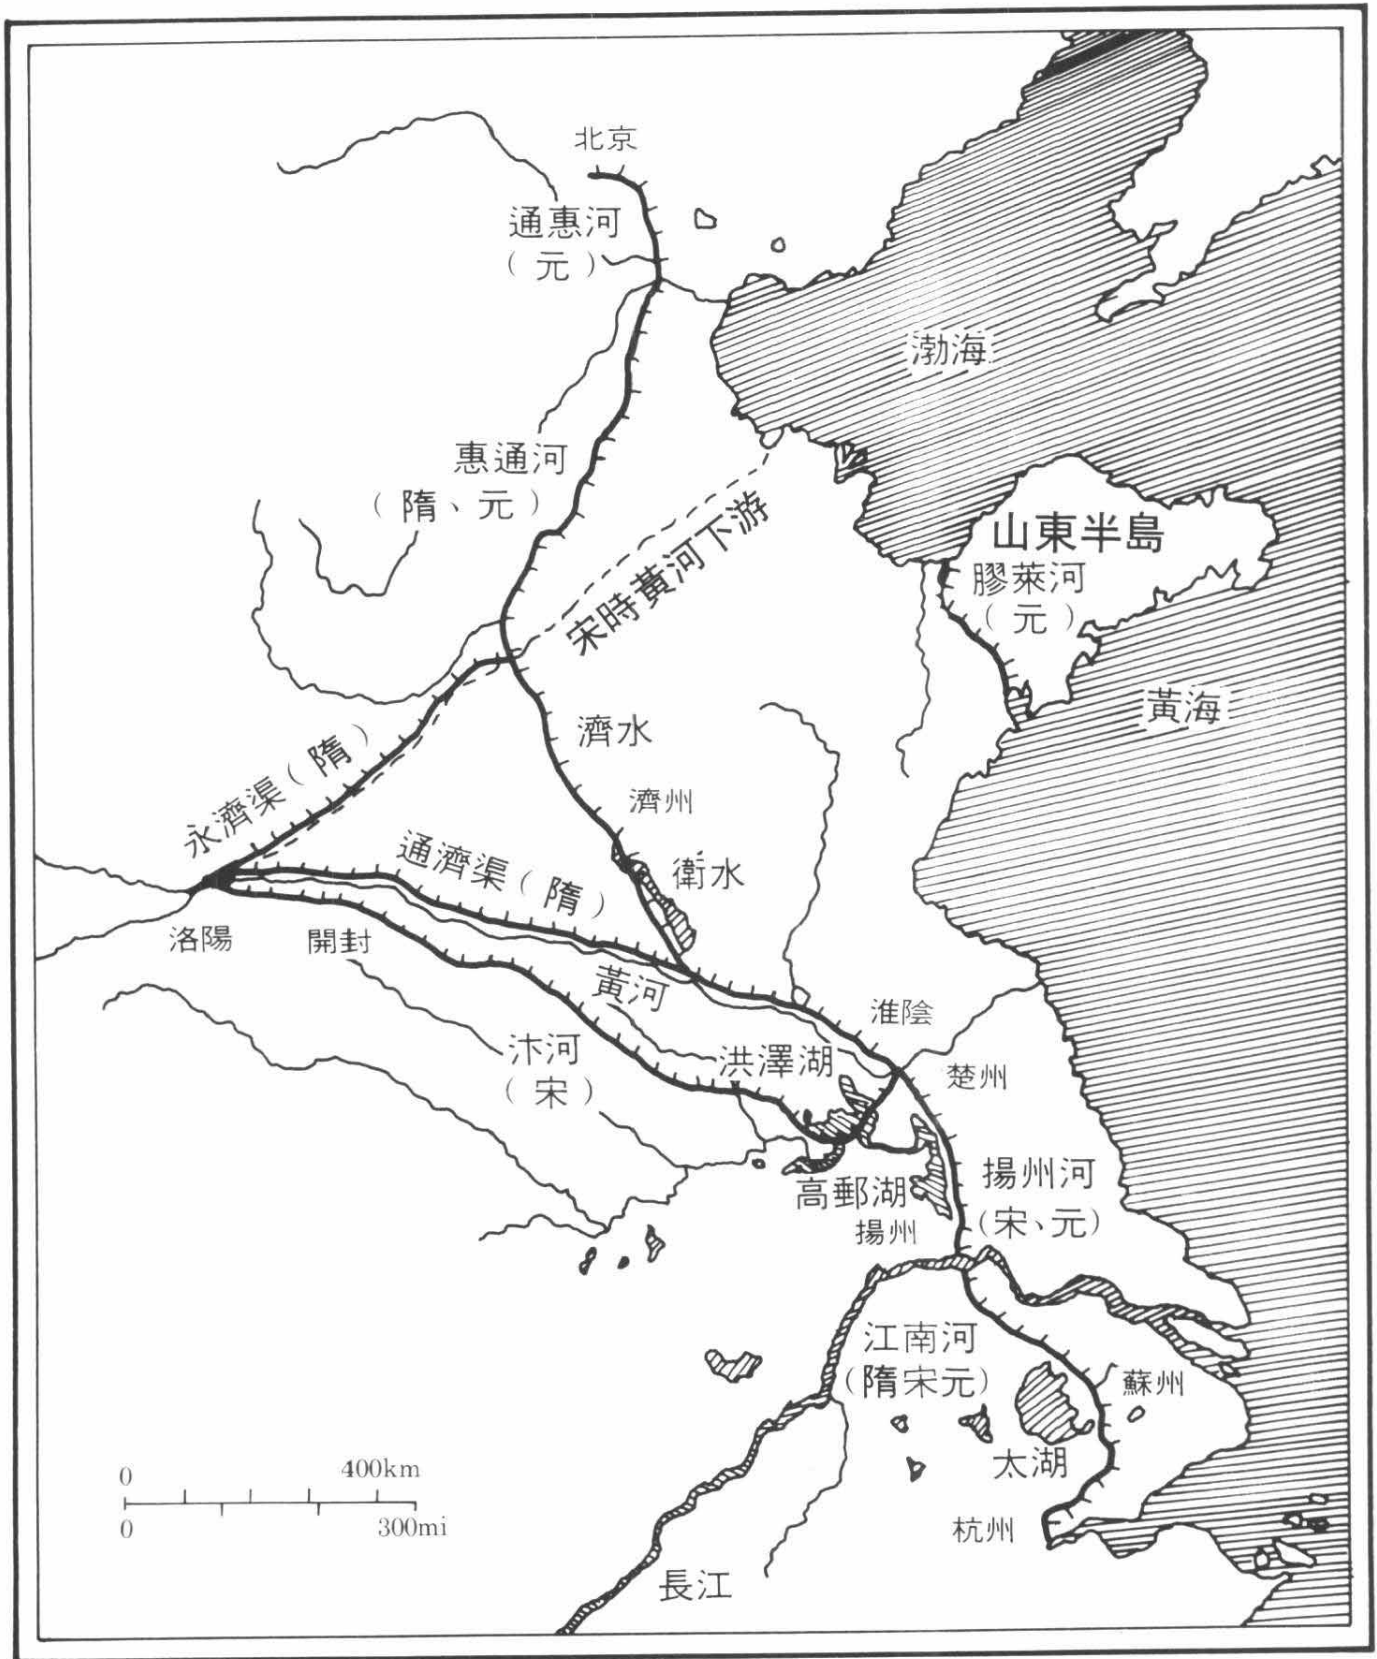 北京
通惠河
(元)
渤海
惠通河
(隋、元)
宋時黃河下游
山東半島
膠萊河
(元)
黃海
濟水
永濟渠(隋)
濟州
通濟渠(隋)
衛水
洛陽
開封
黃河
淮陰
汴河
(宋)
洪澤湖
楚州
高郵湖
揚州河
(宋、元)
揚州
江南河
(隋宋元)
蘇州
太湖
杭州
長江
0
400km
0
300mi